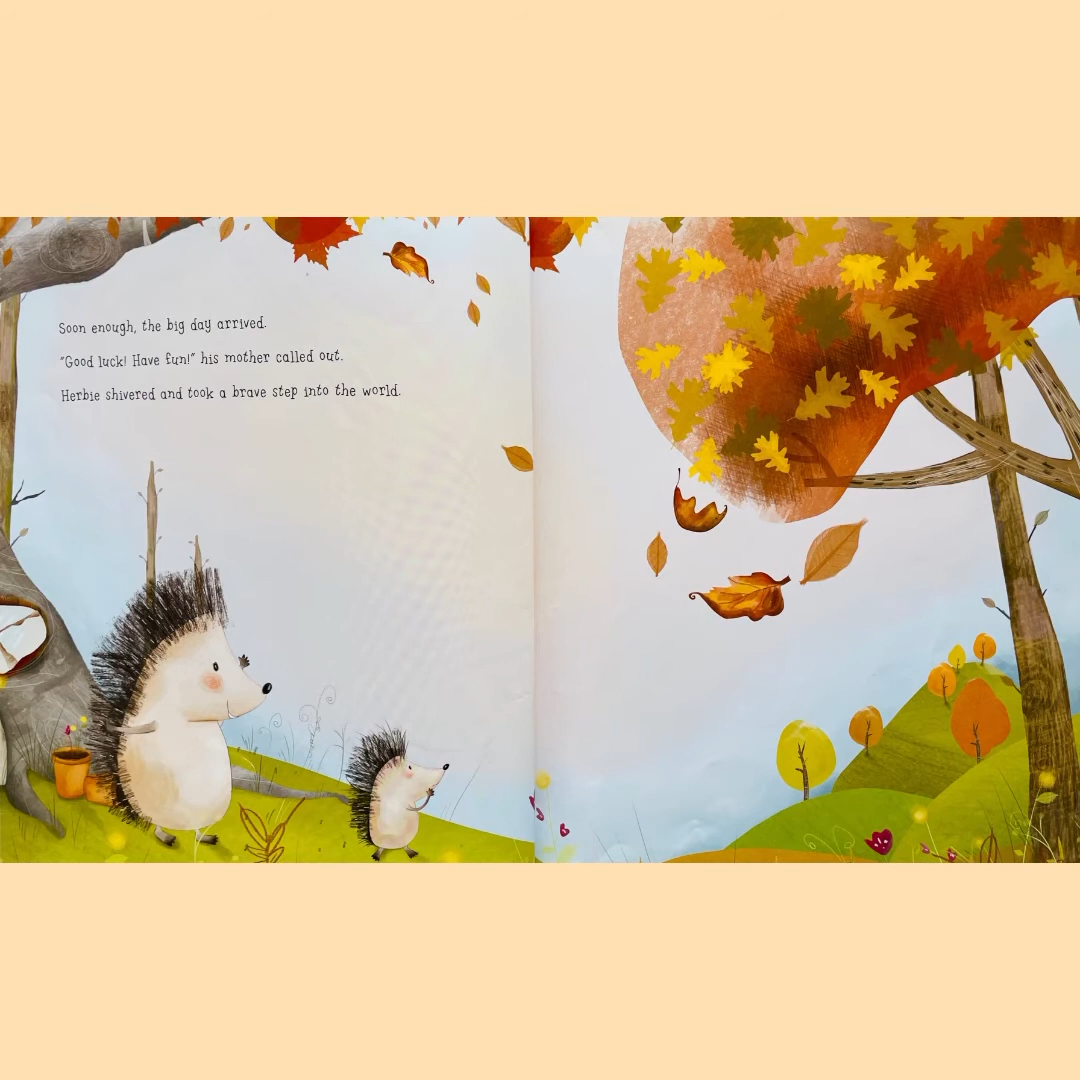 Soon enough, the big day arrived.
"Good luck! Have fun!" his mother called out.
Herbie shivered and took a brave step into the world.